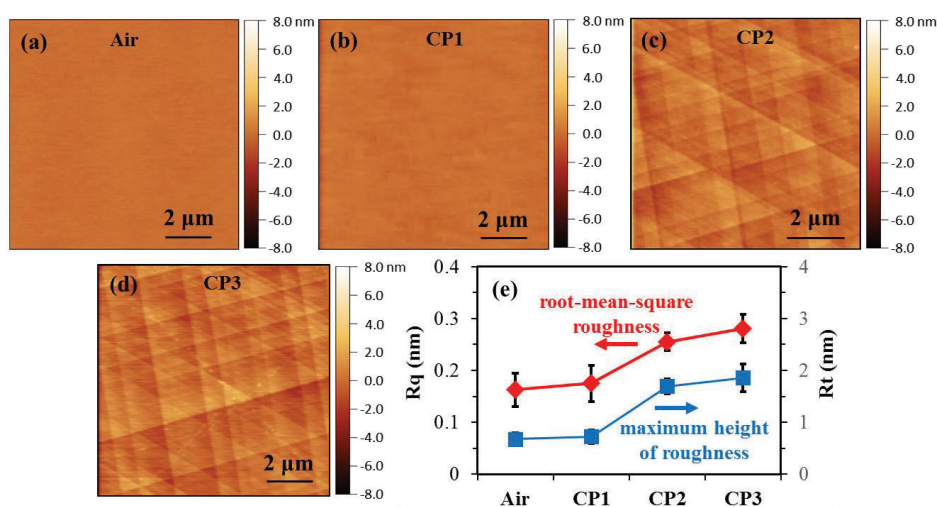 (a) Air
8.0 nm
6.0
4.0
2.0
0.0
-2.0
-4.0
-6.0
-8.0
2 μm
(b) CP1
8.0 nm
6.0
4.0
2.0
0.0
-2.0
-4.0
-6.0
-8.0
2 μm
(c) CP2
8.0 nm
6.0
4.0
2.0
0.0
-2.0
-4.0
-6.0
-8.0
2 μm
(d) CP3
8.0 nm
6.0
4.0
2.0
0.0
-2.0
-4.0
-6.0
-8.0
2 μm
(e)
Rq (nm)
0.4
0.3
0.2
0.1
0
root-mean-square
roughness
maximum height
of roughness
4
3
2
1
0
Rt (nm)
Air CP1 CP2 CP3